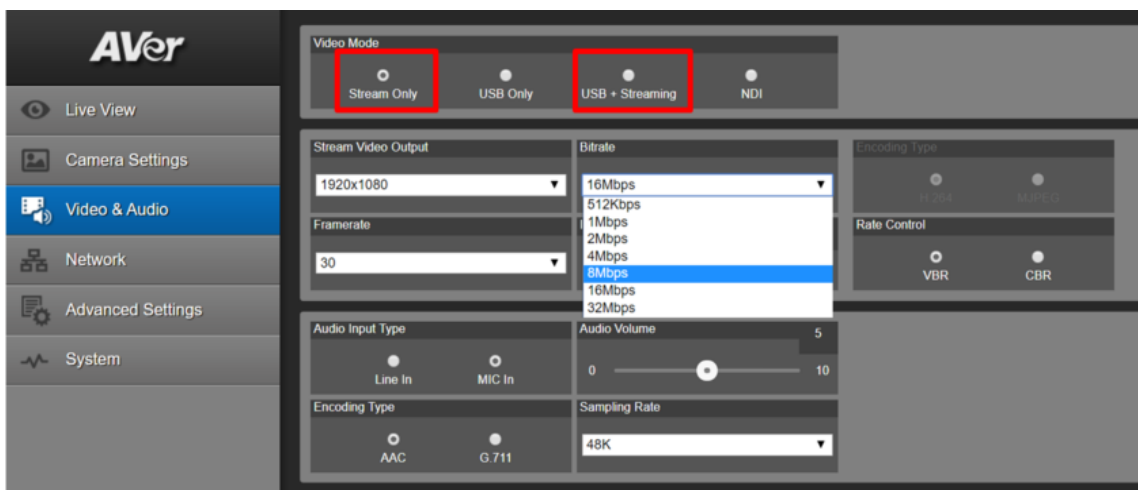 AVer
Live View
Camera Settings
Video & Audio
Network
Advanced Settings
System
Video Mode
Stream Only
USB Only
USB + Streaming
NDI
Stream Video Output
1920x1080
Bitrate
16Mbps
512Kbps
1Mbps
2Mbps
4Mbps
8Mbps
16Mbps
32Mbps
Encoding Type
H.264
MJPEG
Framerate
30
Rate Control
VBR
CBR
Audio Input Type
Line In
MIC In
Audio Volume
5
0
10
Encoding Type
AAC
G.711
Sampling Rate
48K